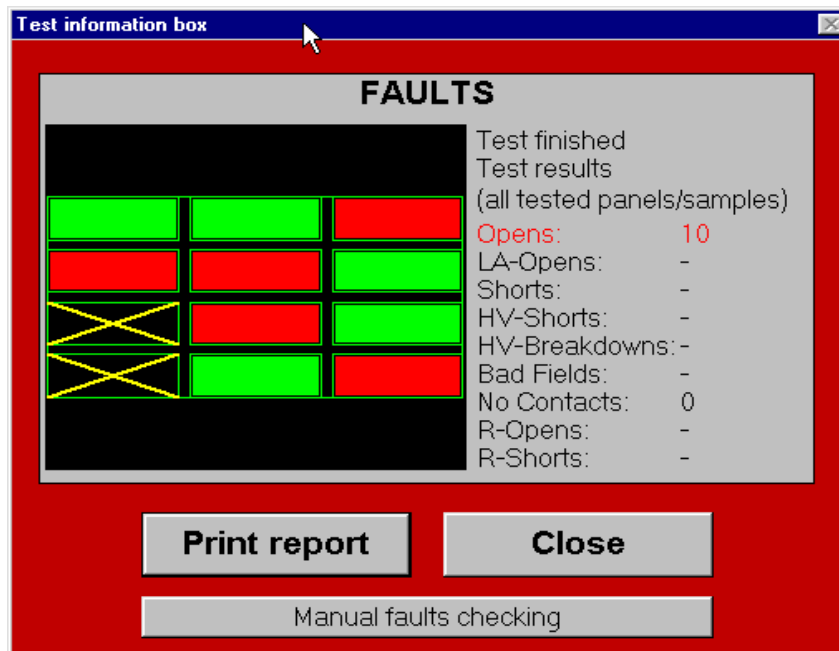 Test information box
FAULTS
Test finished
Test results
(all tested panels/samples)
Opens: 10
LA-Opens: -
Shorts: -
HV-Shorts: -
HV-Breakdowns: -
Bad Fields: -
No Contacts: 0
R-Opens: -
R-Shorts: -
Print report Close
Manual faults checking